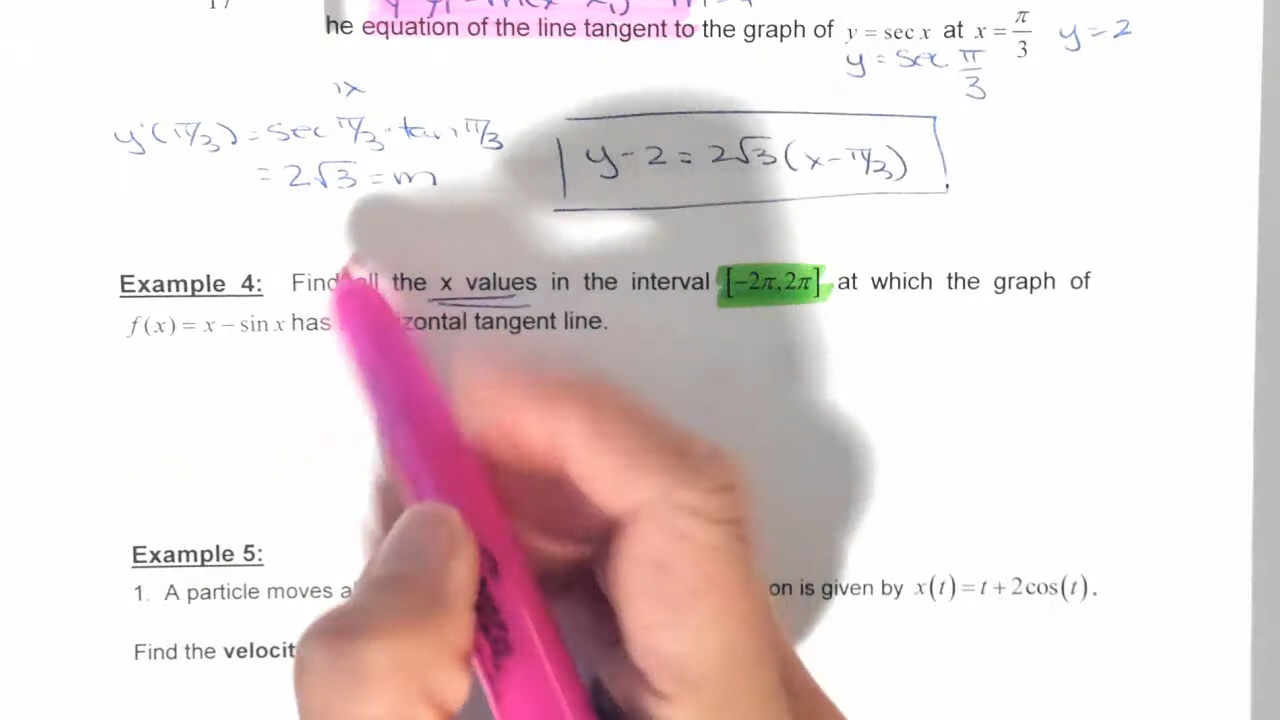 he equation of the line tangent to the graph of y = sec x at x = π/3 y = 2
y = sec π/3
1x
y'(π/3) = sec π/3 · tan π/3
= 2√3 = m
y - 2 = 2√3 (x - π/3)
Example 4: Find all the x values in the interval [-2π, 2π] at which the graph of
f(x) = x - sin x has zontal tangent line.
Example 5:
1. A particle moves a on is given by x(t) = t + 2cos(t).
Find the velocit